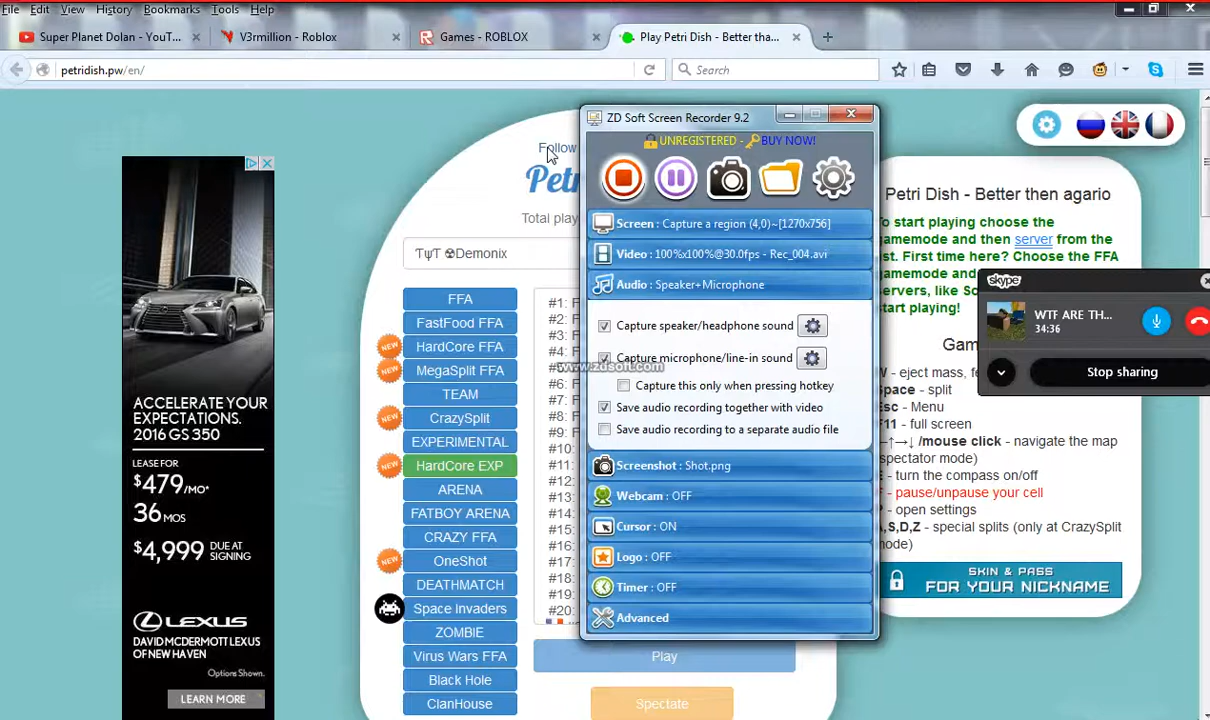 File Edit View History Bookmarks Tools Help
Super Planet Dolan - YouT...
V3rmillion - Roblox
Games - ROBLOX
Play Petri Dish - Better tha...
petridish.pw/en/
Search
ACCELERATE YOUR
EXPECTATIONS.
2016 GS 350
LEASE FOR
$479/MO*
36
MOS
$4,999 DUE AT
SIGNING
LEXUS
DAVID MCDERMOTT LEXUS
OF NEW HAVEN
Options Shown.
LEARN MORE
Follow
Total play
Demonix
FFA
FastFood FFA
NEW HardCore FFA
NEW MegaSplit FFA
TEAM
NEW CrazySplit
EXPERIMENTAL
NEW HardCore EXP
ARENA
FATBOY ARENA
CRAZY FFA
NEW OneShot
DEATHMATCH
Space Invaders
ZOMBIE
Virus Wars FFA
Black Hole
ClanHouse
#1: F
#2: F
#3: F
#4: F
#5: F
#6: F
#7: F
#8: F
#9: F
#10:
#11:
#12:
#13:
#14:
#15:
#16:
#17:
#18:
#19:
#20:
Play
Spectate
ZD Soft Screen Recorder 9.2
UNREGISTERED - BUY NOW!
Screen : Capture a region (4,0)~[1270x756]
Video : 100%x100%@30.0fps - Rec_004.avi
Audio : Speaker+Microphone
Capture speaker/headphone sound
Capture microphone/line-in sound
www.zdsoft.com
Capture this only when pressing hotkey
Save audio recording together with video
Save audio recording to a separate audio file
Screenshot : Shot.png
Webcam : OFF
Cursor : ON
Logo : OFF
Timer : OFF
Advanced
Petri Dish - Better then agario
To start playing choose the
gamemode and then server from the
list. First time here? Choose the FFA
gamemode and
servers, like Sc
start playing!
Gam
W - eject mass, f
Space - split
Esc - Menu
F11 - full screen
←↑→↓ /mouse click - navigate the map
(spectator mode)
E - turn the compass on/off
F - pause/unpause your cell
P - open settings
A,S,D,Z - special splits (only at CrazySplit
mode)
SKIN & PASS
FOR YOUR NICKNAME
skype
WTF ARE TH...
34:36
Stop sharing